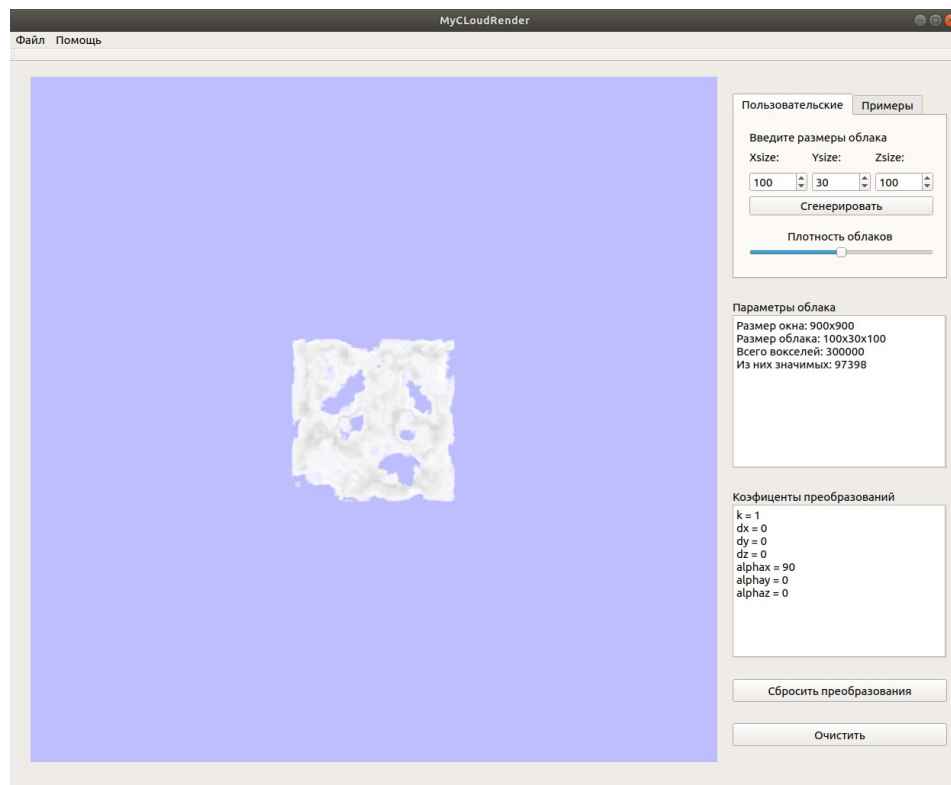 MyCLoudRender
Файл Помощь
Пользовательские Примеры
Введите размеры облака
Xsize: Ysize: Zsize:
100 30 100
Сгенерировать
Плотность облаков
Параметры облака
Размер окна: 900x900
Размер облака: 100x30x100
Всего вокселей: 300000
Из них значимых: 97398
Коэфиценты преобразований
k = 1
dx = 0
dy = 0
dz = 0
alphax = 90
alphay = 0
alphaz = 0
Сбросить преобразования
Очистить